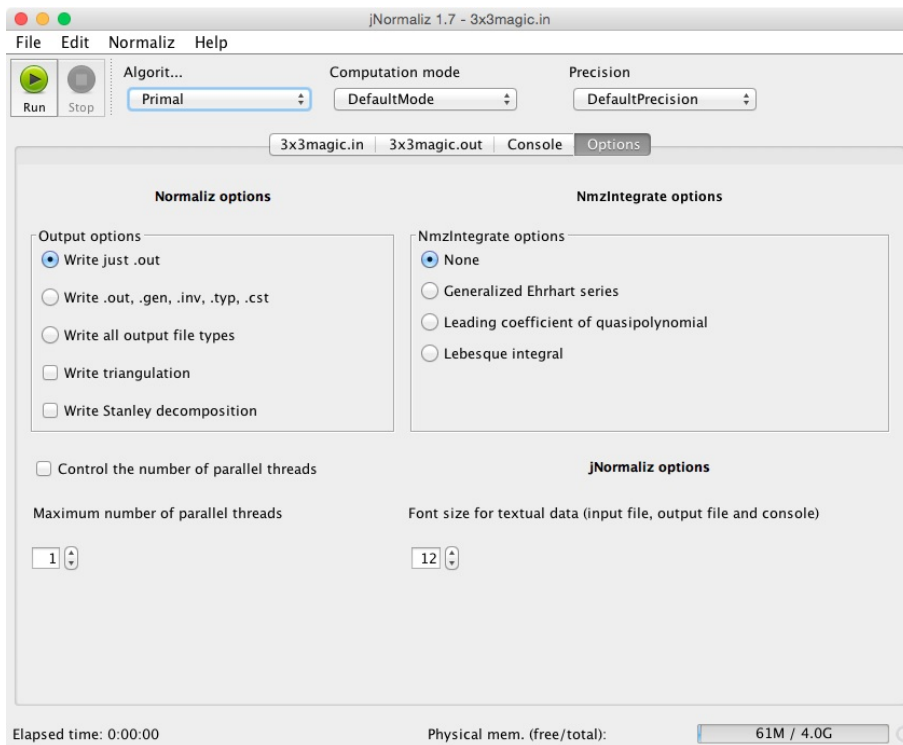 jNormaliz 1.7 - 3x3magic.in
File Edit Normaliz Help
Algorit... Computation mode Precision
Run Stop Primal DefaultMode DefaultPrecision
3x3magic.in 3x3magic.out Console Options
Normaliz options NmzIntegrate options
Output options NmzIntegrate options
Write just .out None
Write .out, .gen, .inv, .typ, .cst Generalized Ehrhart series
Write all output file types Leading coefficient of quasipolynomial
Write triangulation Lebesque integral
Write Stanley decomposition
Control the number of parallel threads jNormaliz options
Maximum number of parallel threads Font size for textual data (input file, output file and console)
1 12
Elapsed time: 0:00:00 Physical mem. (free/total): 61M / 4.0G